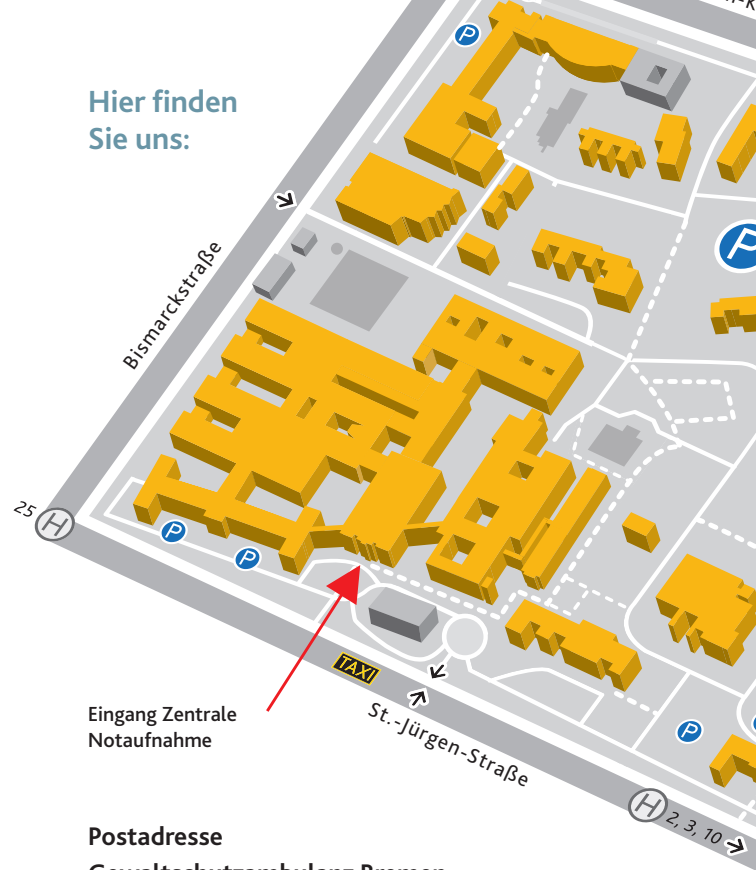 P
Hier finden
Sie uns:
P
Bismarckstraße
25 H
P
P
TAXI
Eingang Zentrale
Notaufnahme
St.-Jürgen-Straße
P
H 2, 3, 10
Postadresse